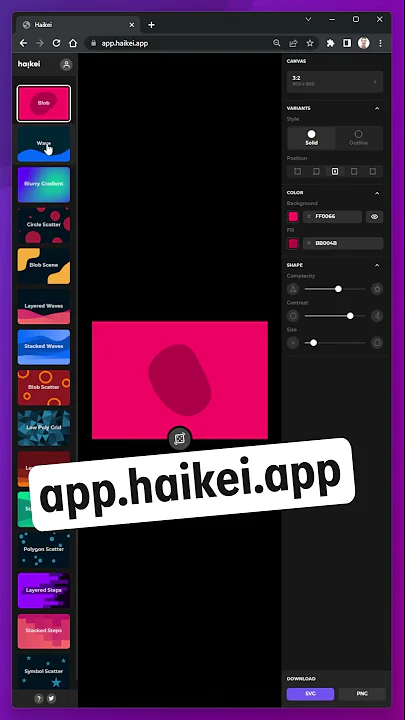 Haikei
app.haikei.app
haikei
Blob
Wave
Blurry Gradient
Circle Scatter
Blob Scene
Layered Waves
Stacked Waves
Blob Scatter
Low Poly Grid
Polygon Scatter
Layered Steps
Stacked Steps
Symbol Scatter
?
CANVAS
3:2
900 x 600
VARIANTS
Style
Solid
Outline
Position
COLOR
Background
# FF0066
Fill
# BB004B
SHAPE
Complexity
Contrast
Size
app.haikei.app
DOWNLOAD
SVG
PNG